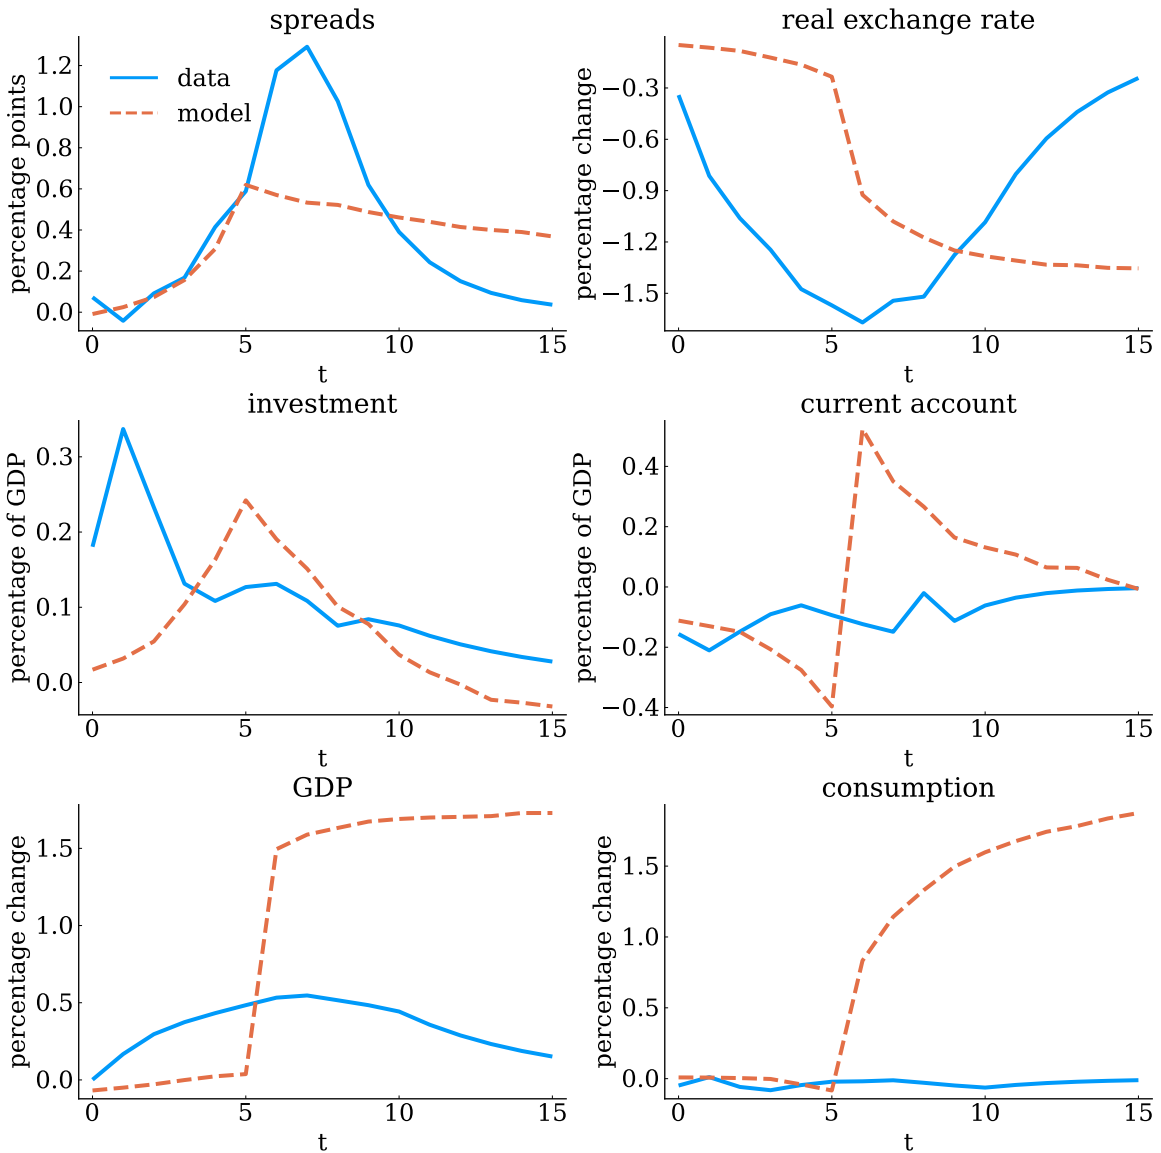 spreads
percentage points
1.2
1.0
0.8
0.6
0.4
0.2
0.0
data
model
0
5
10
15
t
real exchange rate
percentage change
−0.3
−0.6
−0.9
−1.2
−1.5
0
5
10
15
t
investment
percentage of GDP
0.3
0.2
0.1
0.0
0
5
10
15
t
current account
percentage of GDP
0.4
0.2
0.0
−0.2
−0.4
0
5
10
15
t
GDP
percentage change
1.5
1.0
0.5
0.0
0
5
10
15
t
consumption
percentage change
1.5
1.0
0.5
0.0
0
5
10
15
t